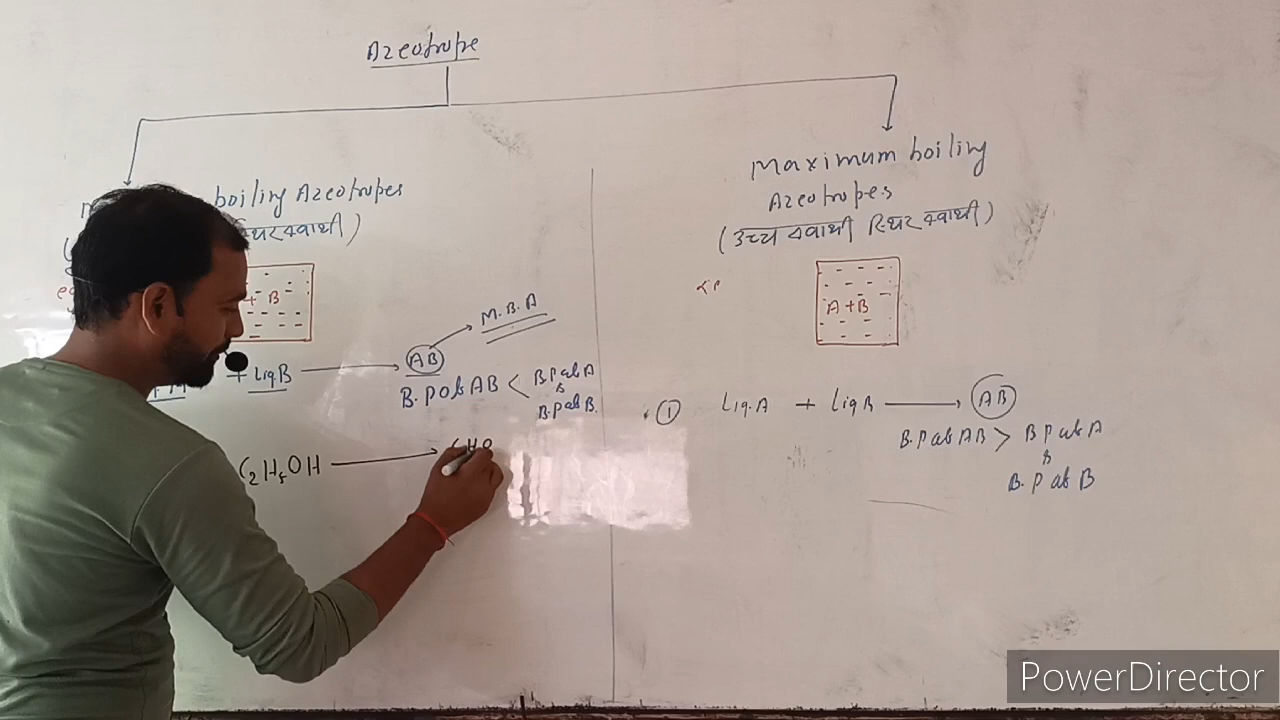 Azeotrope
boiling Azeotropes
स्थिरक्वाथी)
+ B
+ Liq B
AB
M.B.A
B.P of AB < B.P of A
&
B.P of B.
C2H5OH
Maximum boiling
Azeotropes
(उच्च क्वाथी स्थिर क्वाथी)
A+B
① Liq.A + Liq B AB
B.P of AB > B.P of A
&
B.P of B
PowerDirector